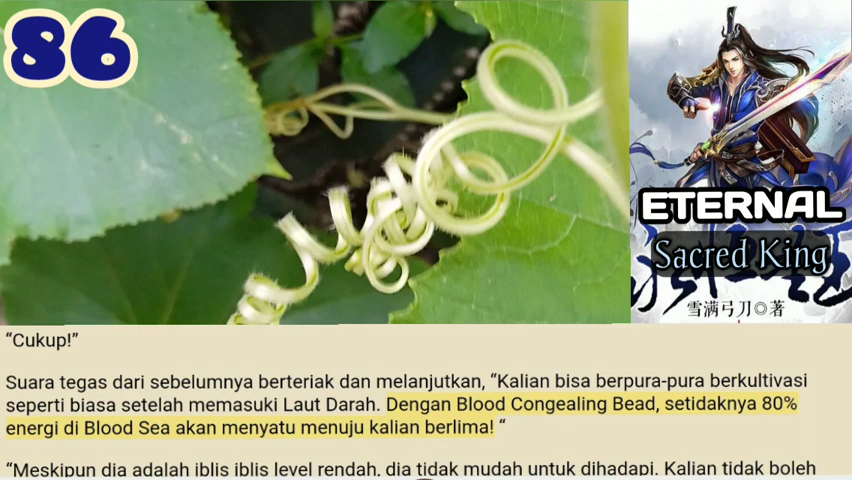 86
ETERNAL
Sacred King
雪满弓刀◎著
“Cukup!”
Suara tegas dari sebelumnya berteriak dan melanjutkan, “Kalian bisa berpura-pura berkultivasi
seperti biasa setelah memasuki Laut Darah. Dengan Blood Congealing Bead, setidaknya 80%
energi di Blood Sea akan menyatu menuju kalian berlima! “
“Meskipun dia adalah iblis iblis level rendah, dia tidak mudah untuk dihadapi. Kalian tidak boleh